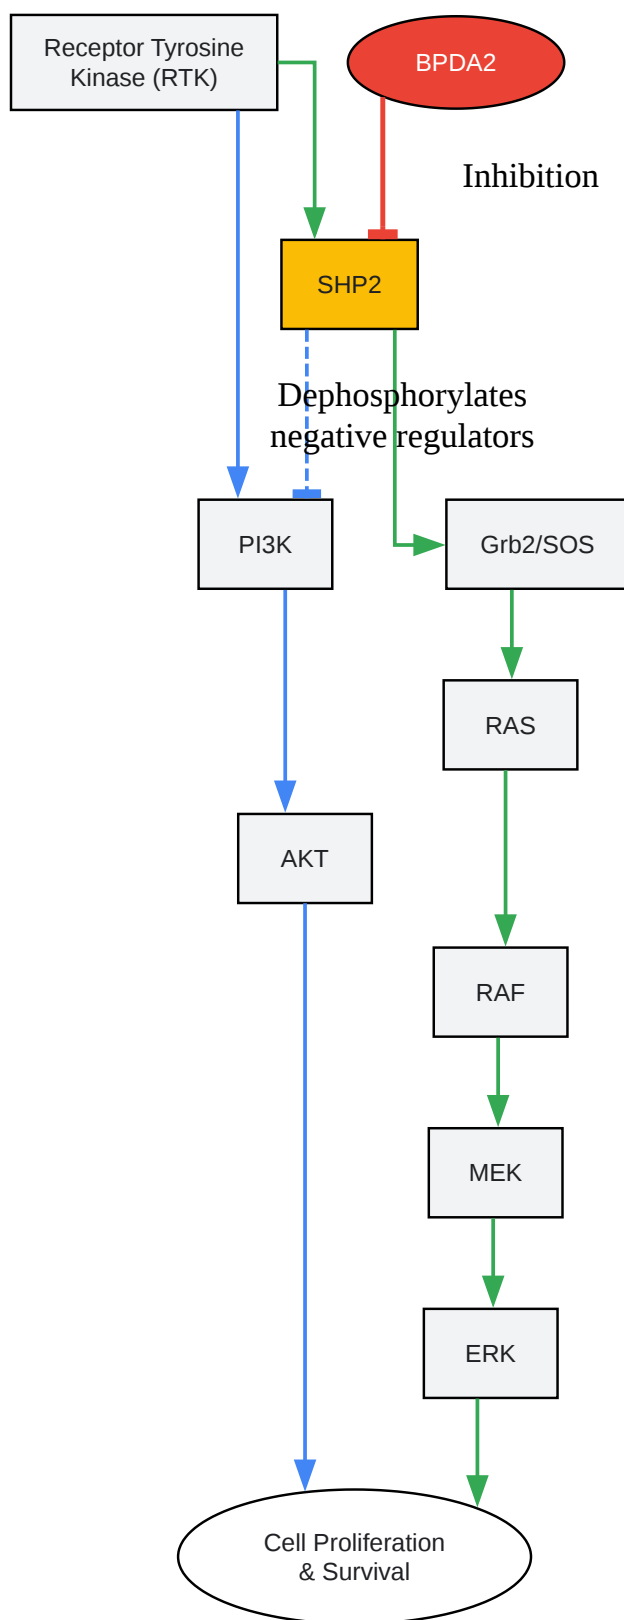 Receptor Tyrosine
Kinase (RTK)
BPDA2
Inhibition
SHP2
Dephosphorylates
negative regulators
PI3K
Grb2/SOS
RAS
AKT
RAF
MEK
ERK
Cell Proliferation
& Survival